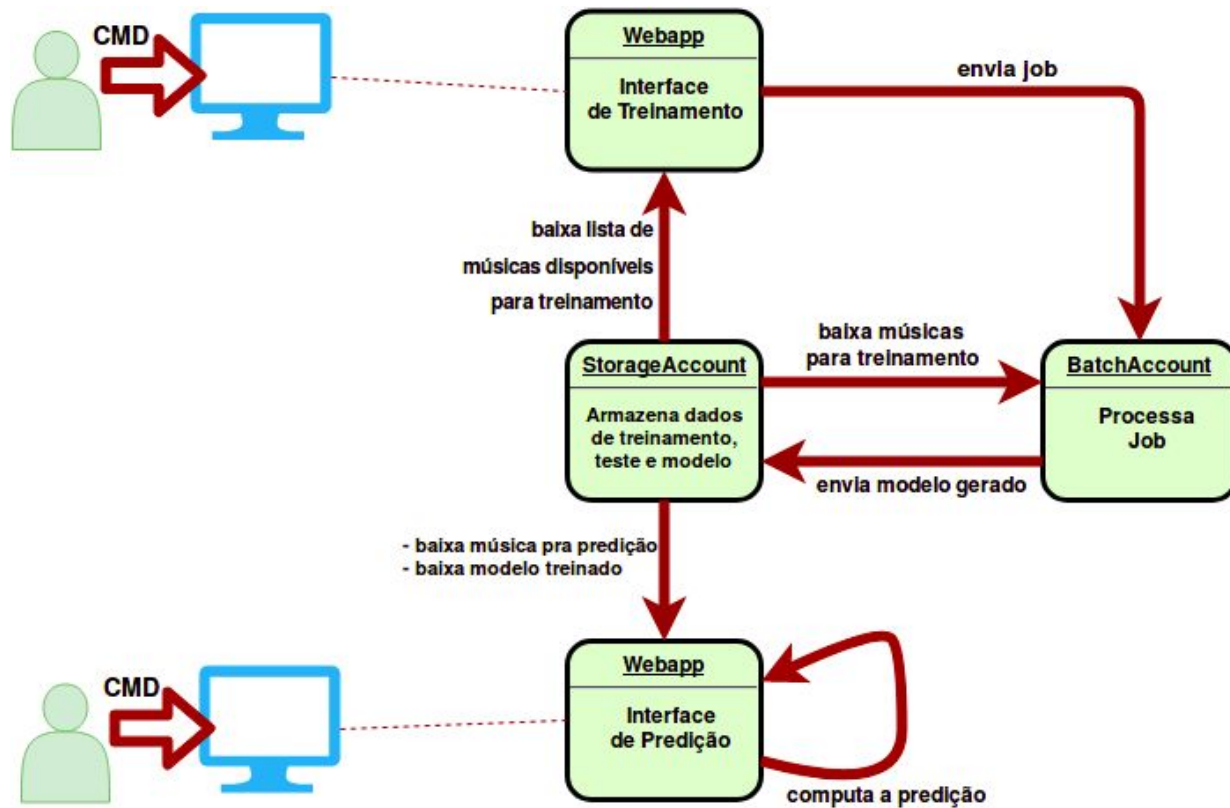 CMD
Webapp
Interface
de Treinamento
envia job
baixa lista de
músicas disponíveis
para treinamento
StorageAccount
Armazena dados
de treinamento,
teste e modelo
baixa músicas
para treinamento
BatchAccount
Processa
Job
envia modelo gerado
- baixa música pra predição
- baixa modelo treinado
CMD
Webapp
Interface
de Predição
computa a predição